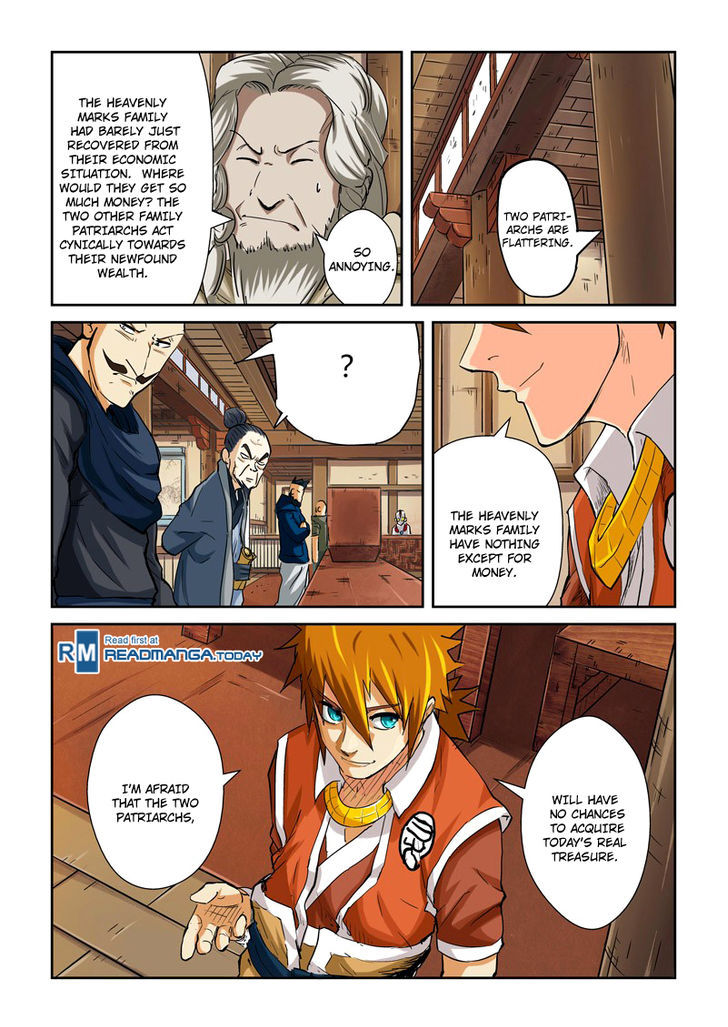 THE HEAVENLY
MARKS FAMILY
HAD BARELY JUST
RECOVERED FROM
THEIR ECONOMIC
SITUATION. WHERE
WOULD THEY GET SO
MUCH MONEY? THE
TWO OTHER FAMILY
PATRIARCHS ACT
CYNICALLY TOWARDS
THEIR NEWFOUND
WEALTH.
SO
ANNOYING.
TWO PATRI-
ARCHS ARE
FLATTERING.
?
THE HEAVENLY
MARKS FAMILY
HAVE NOTHING
EXCEPT FOR
MONEY.
RM
Read first at
READMANGA.TODAY
I'M AFRAID
THAT THE TWO
PATRIARCHS,
WILL HAVE
NO CHANCES
TO ACQUIRE
TODAY'S REAL
TREASURE.